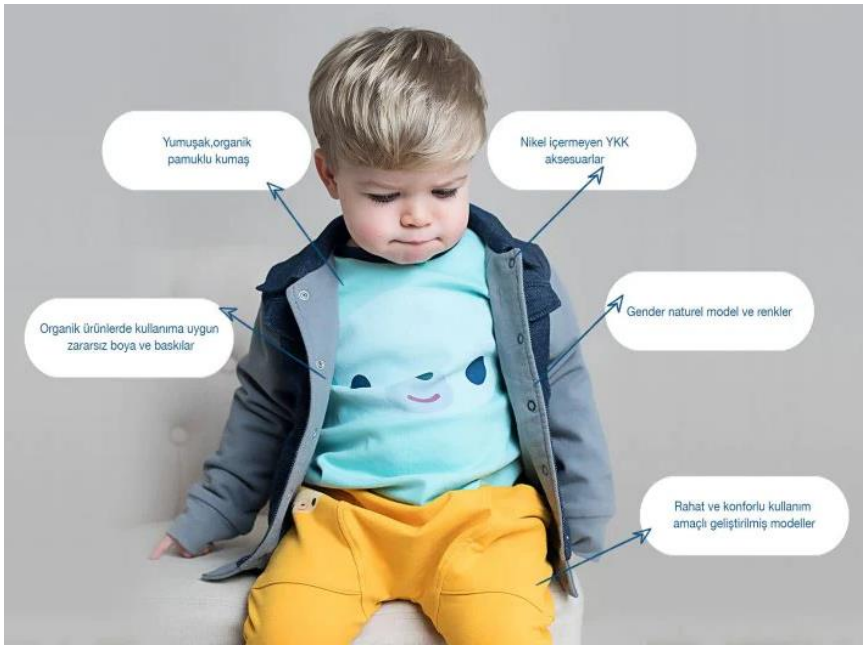 Yumuşak,organik
pamuklu kumaş
Nikel içermeyen YKK
aksesuarlar
Organik ürünlerde kullanıma uygun
zararsız boya ve baskılar
Gender naturel model ve renkler
Rahat ve konforlu kullanım
amaçlı geliştirilmiş modeller